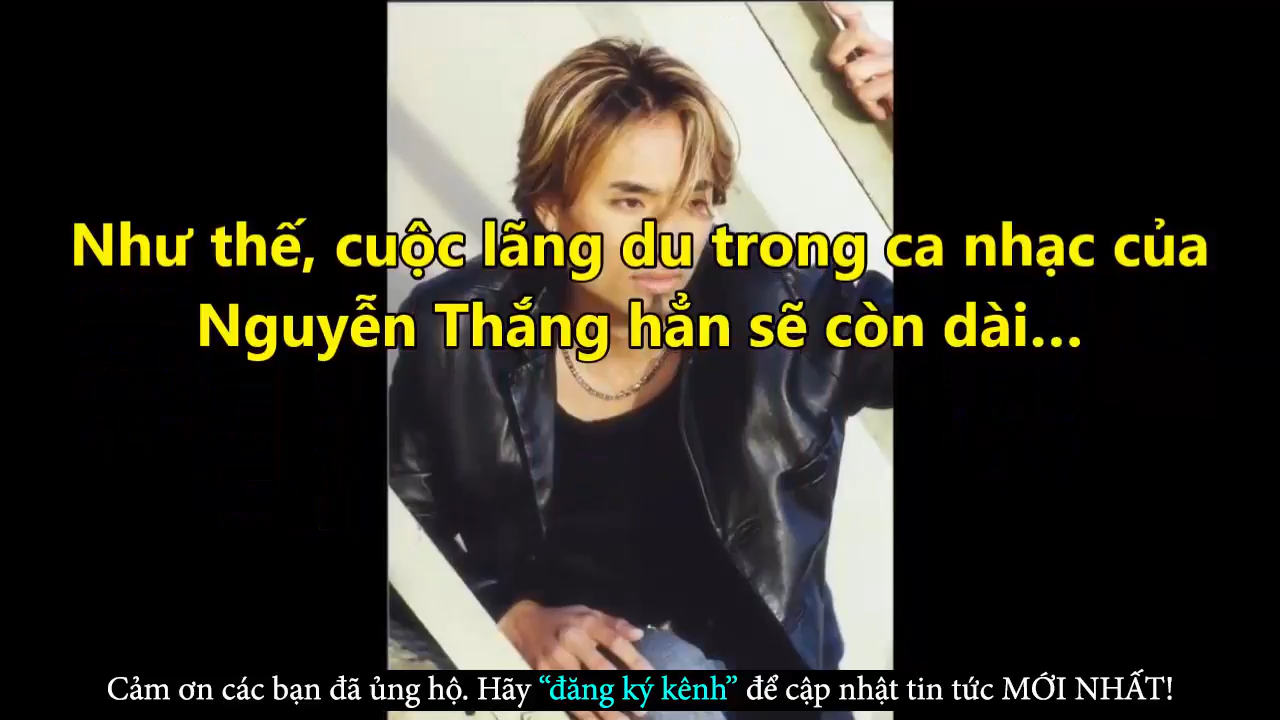 Như thế, cuộc lãng du trong ca nhạc của
Nguyễn Thắng hẳn sẽ còn dài...
Cảm ơn các bạn đã ủng hộ. Hãy “đăng ký kênh” để cập nhật tin tức MỚI NHẤT!